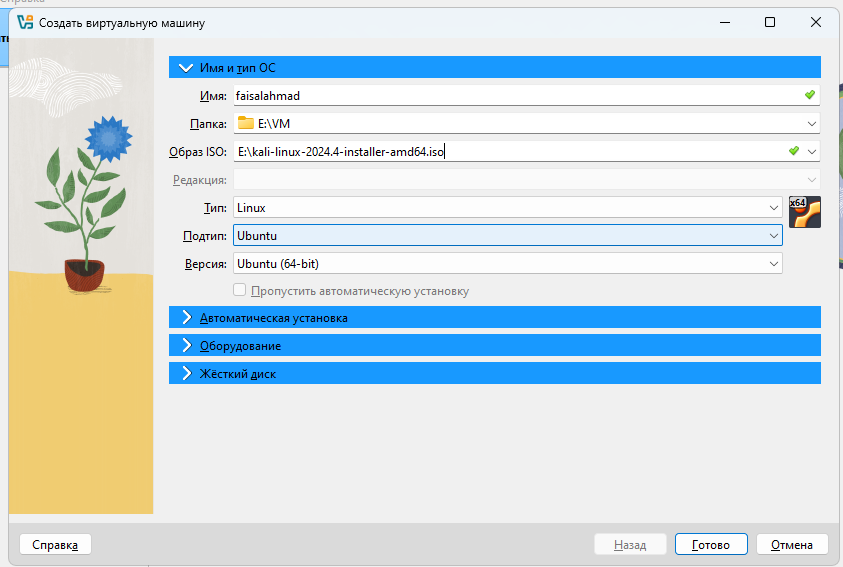 Справка
Создать виртуальную машину
Имя и тип ОС
Имя: faisalahmad
Папка: E:\VM
Образ ISO: E:\kali-linux-2024.4-installer-amd64.iso
Редакция:
Тип: Linux
x64
Подтип: Ubuntu
Версия: Ubuntu (64-bit)
Пропустить автоматическую установку
Автоматическая установка
Оборудование
Жёсткий диск
Справка
Назад
Готово
Отмена